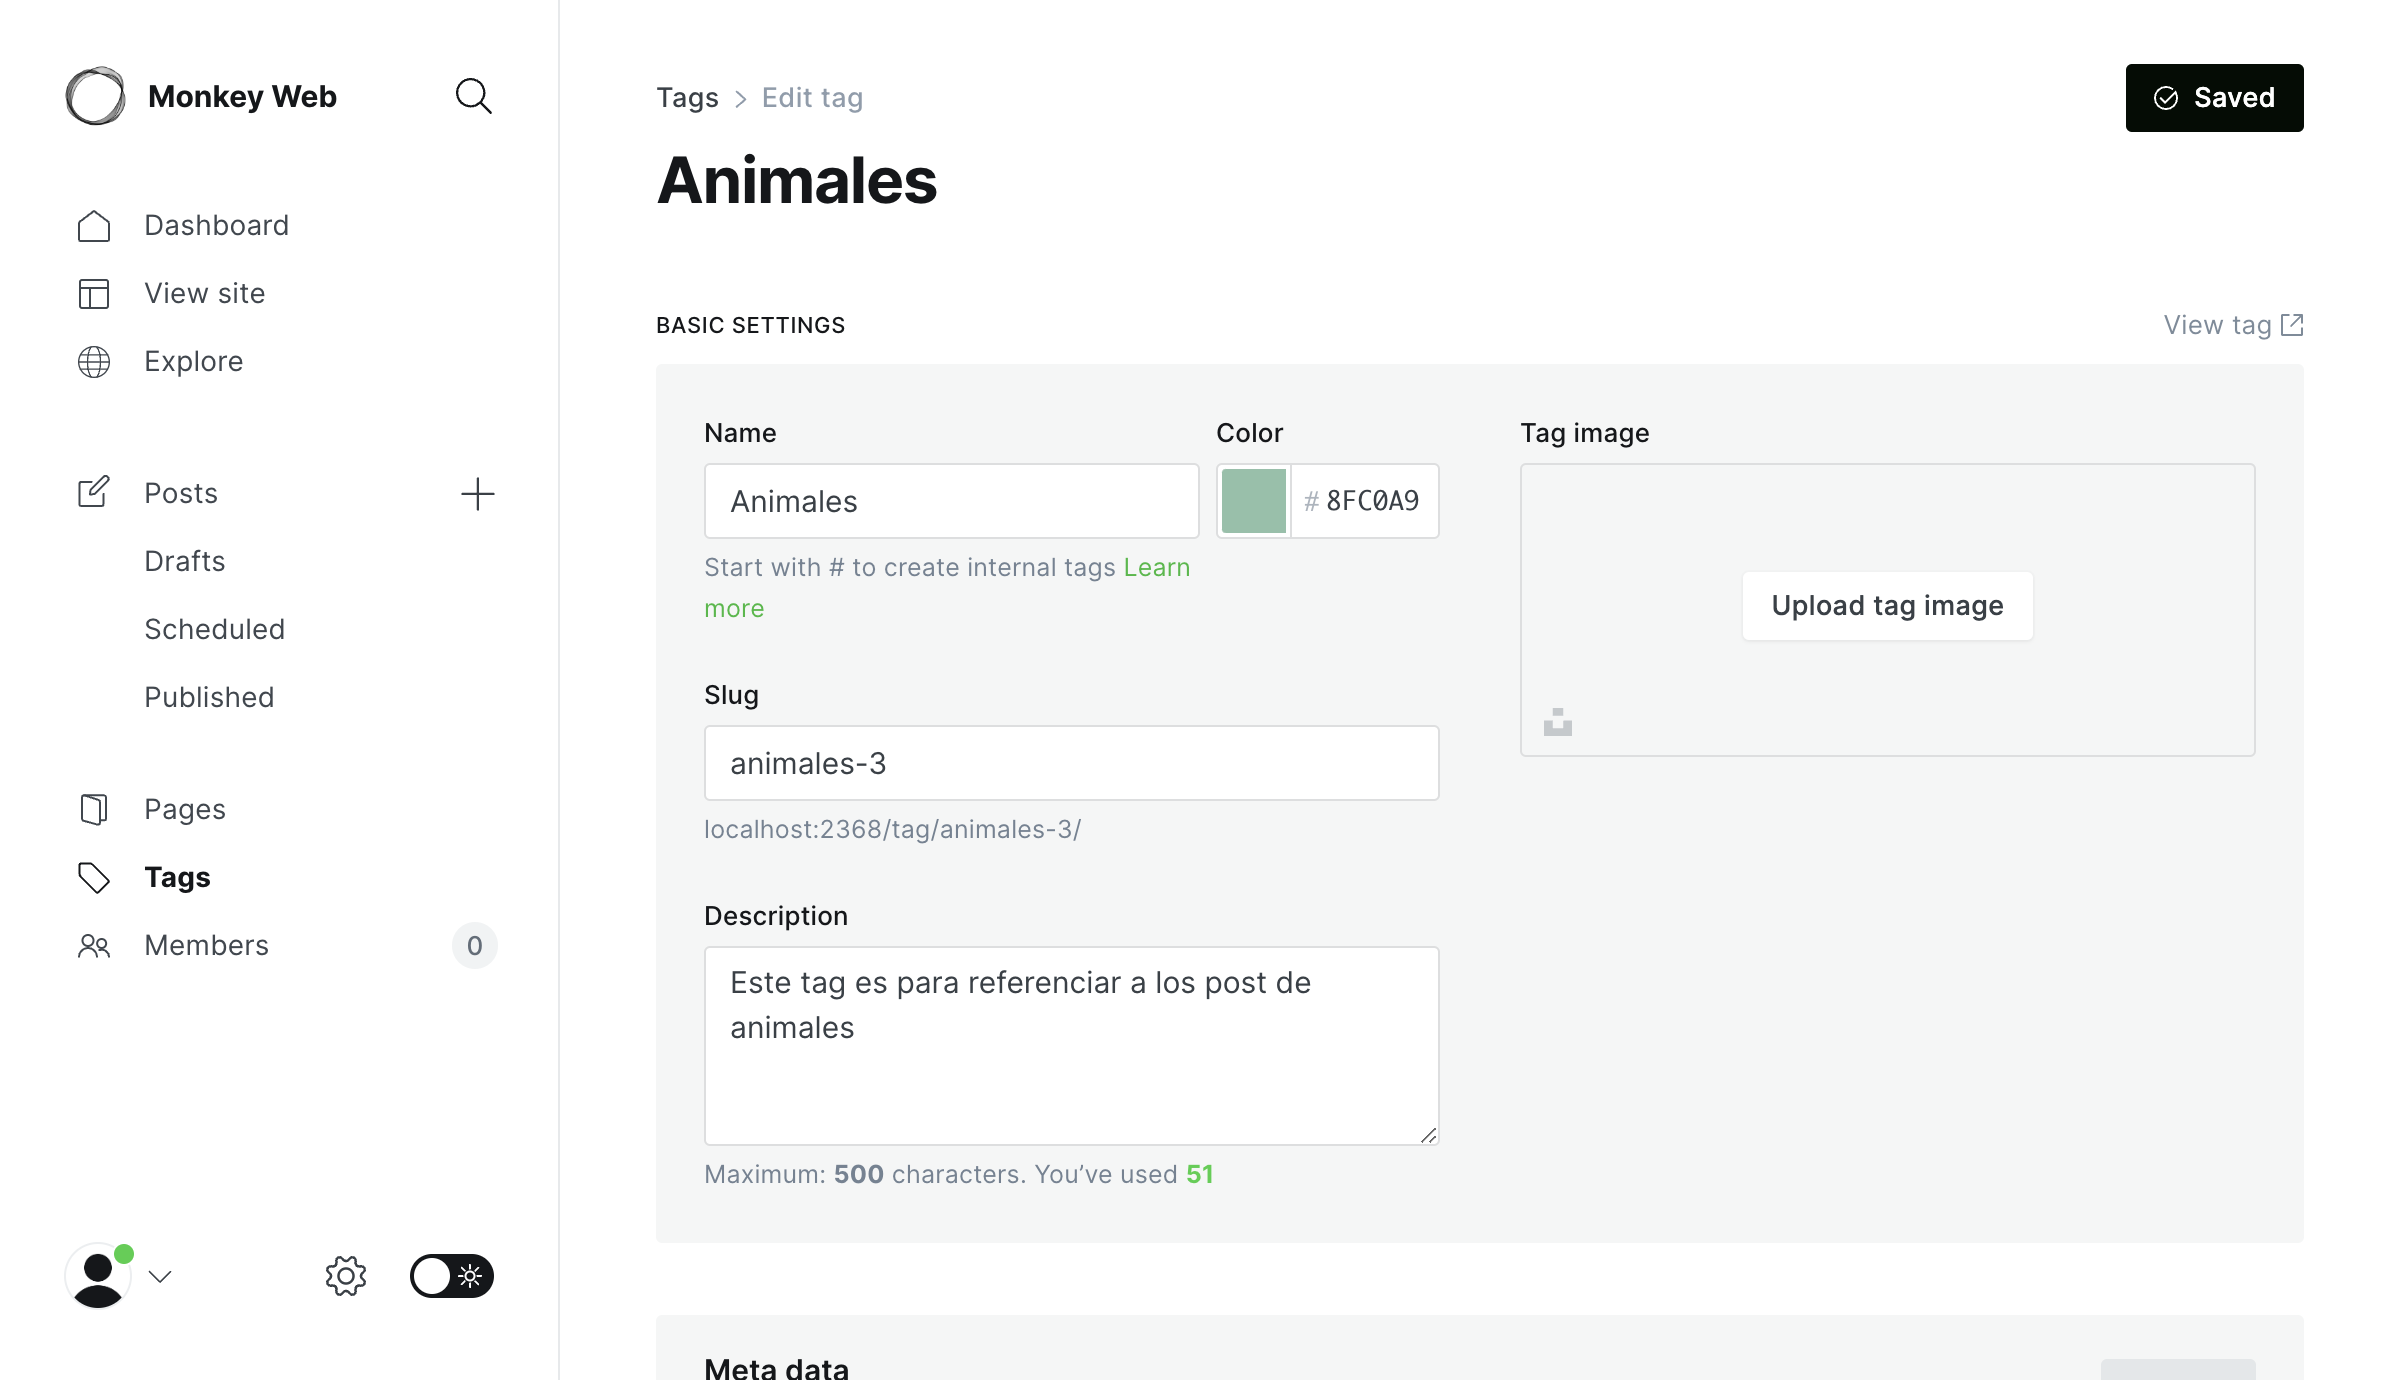 Monkey Web
Dashboard
View site
Explore
Posts
Drafts
Scheduled
Published
Pages
Tags
Members 0
Tags > Edit tag
Saved
Animales
BASIC SETTINGS
View tag
Name
Animales
Start with # to create internal tags Learn
more
Color
# 8FC0A9
Slug
animales-3
localhost:2368/tag/animales-3/
Description
Este tag es para referenciar a los post de
animales
Maximum: 500 characters. You’ve used 51
Tag image
Upload tag image
Meta data